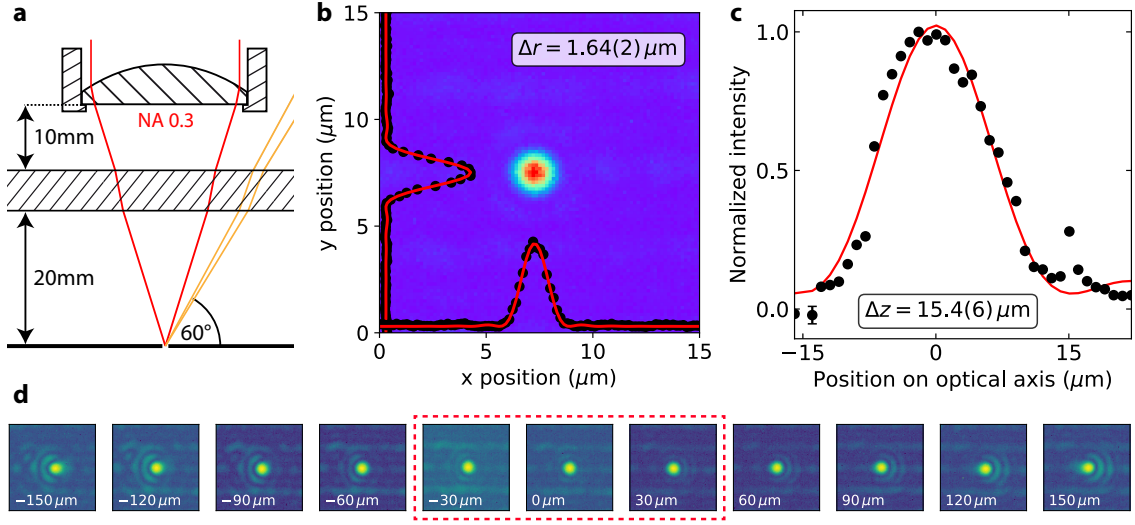 a
10mm
NA 0.3
20mm
60°
b
Δr = 1.64(2) μm
15
10
5
0
0
5
10
15
y position (μm)
x position (μm)
c
Δz = 15.4(6) μm
1.0
0.5
0.0
−15
0
15
Normalized intensity
Position on optical axis (μm)
d
−150 μm
−120 μm
−90 μm
−60 μm
−30 μm
0 μm
30 μm
60 μm
90 μm
120 μm
150 μm